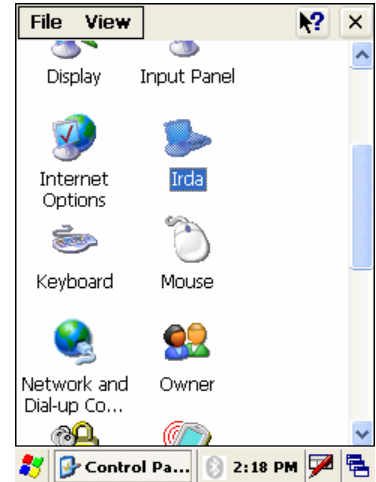 File View ?
Display Input Panel
Internet Options Irda
Keyboard Mouse
Network and Dial-up Co... Owner
Control Pa... 2:18 PM